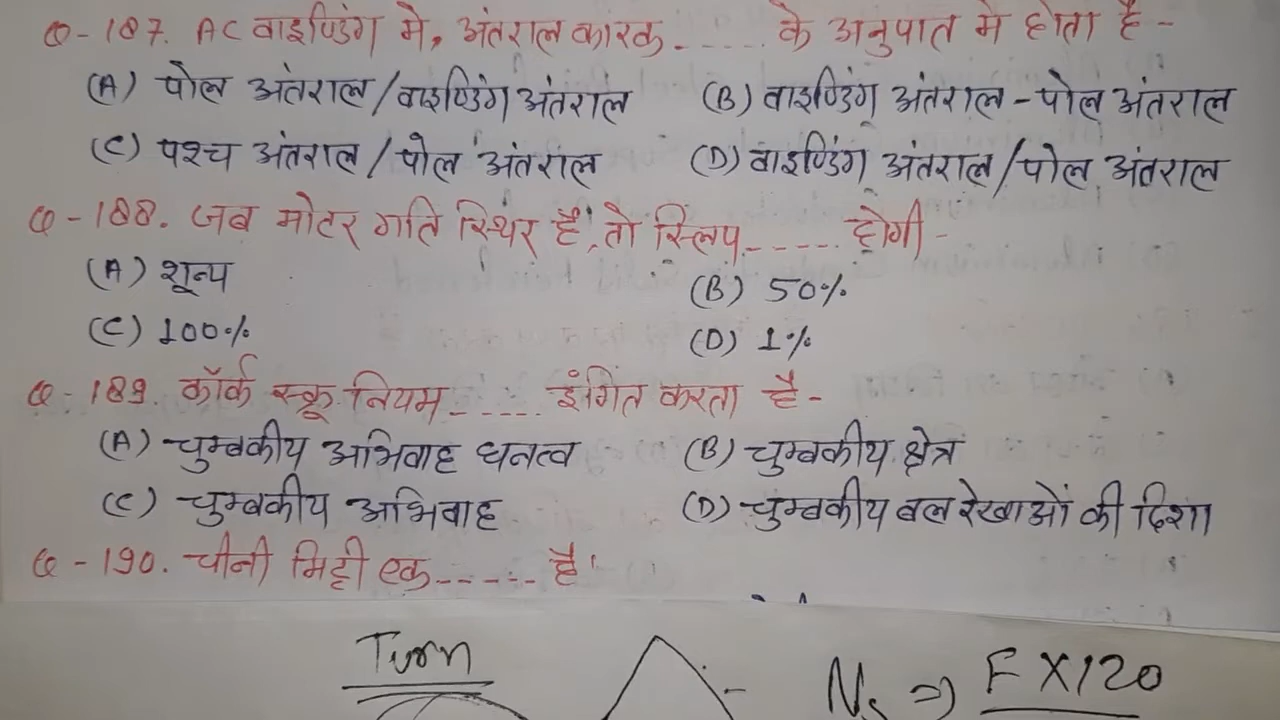 Q-187. AC वाइण्डिंग मे, अंतराल कारक...... के अनुपात मे होता है -
(A) पोल अंतराल/वाइण्डिंग अंतराल (B) वाइण्डिंग अंतराल-पोल अंतराल
(C) पश्च अंतराल/पोल अंतराल (D) वाइण्डिंग अंतराल/पोल अंतराल
Q-188. जब मोटर गति स्थिर है, तो स्लिप...... होगी-
(A) शून्य (B) 50%
(C) 100% (D) 1%
Q-189. कॉर्क स्क्रू नियम...... इंगित करता है-
(A) चुम्बकीय अभिवाह धनत्व (B) चुम्बकीय क्षेत्र
(C) चुम्बकीय अभिवाह (D) चुम्बकीय बल रेखाओं की दिशा
Q-190. चीनी मिट्टी एक...... है
Turn
Ns => F X120